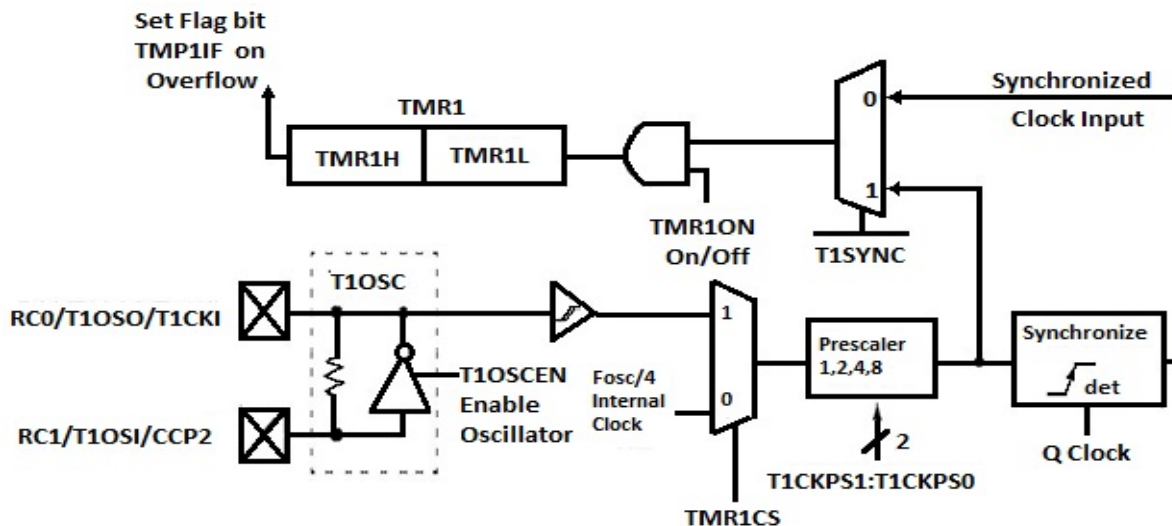 Set Flag bit
TMP1IF on
Overflow
TMR1
TMR1H
TMR1L
TMR1ON
On/Off
0
1
T1SYNC
Synchronized
Clock Input
RC0/T1OSO/T1CKI
RC1/T1OSI/CCP2
T1OSC
T1OSCEN
Enable
Oscillator
Fosc/4
Internal
Clock
1
0
TMR1CS
Prescaler
1,2,4,8
2
T1CKPS1:T1CKPS0
Synchronize
det
Q Clock